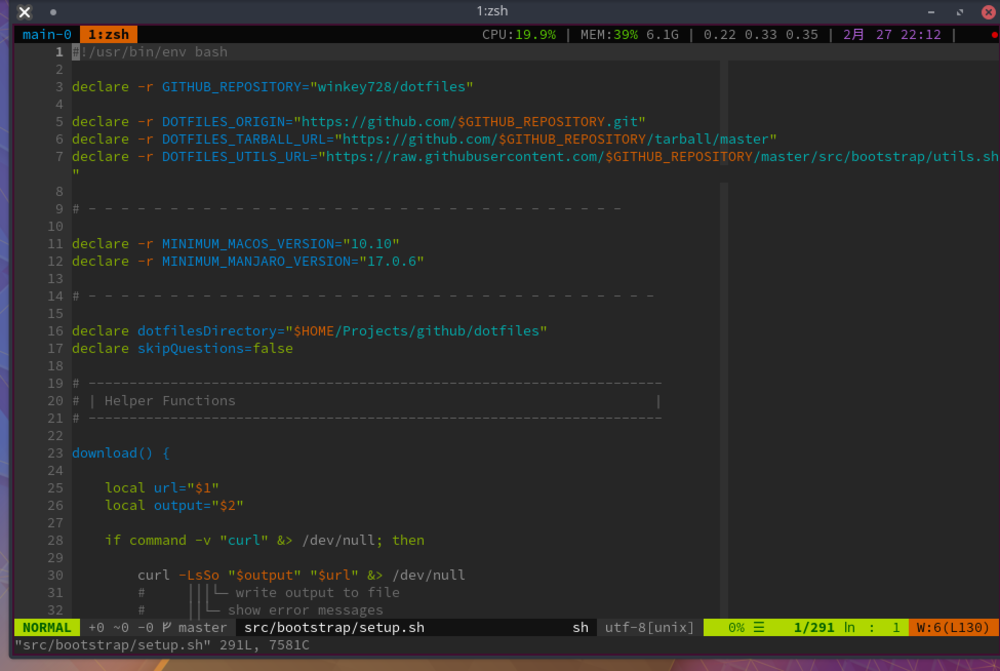 1:zsh
main-0 1:zsh CPU:19.9% | MEM:39% 6.1G | 0.22 0.33 0.35 | 2月 27 22:12 |
1 #!/usr/bin/env bash
2
3 declare -r GITHUB_REPOSITORY="winkey728/dotfiles"
4
5 declare -r DOTFILES_ORIGIN="https://github.com/$GITHUB_REPOSITORY.git"
6 declare -r DOTFILES_TARBALL_URL="https://github.com/$GITHUB_REPOSITORY/tarball/master"
7 declare -r DOTFILES_UTILS_URL="https://raw.githubusercontent.com/$GITHUB_REPOSITORY/master/src/bootstrap/utils.sh
"
8
9 # - - - - - - - - - - - - - - - - - - - - - - - - - - - - - - - - -
10
11 declare -r MINIMUM_MACOS_VERSION="10.10"
12 declare -r MINIMUM_MANJARO_VERSION="17.0.6"
13
14 # - - - - - - - - - - - - - - - - - - - - - - - - - - - - - - - - - - -
15
16 declare dotfilesDirectory="$HOME/Projects/github/dotfiles"
17 declare skipQuestions=false
18
19 # ----------------------------------------------------------------------
20 # | Helper Functions |
21 # ----------------------------------------------------------------------
22
23 download() {
24
25 local url="$1"
26 local output="$2"
27
28 if command -v "curl" &> /dev/null; then
29
30 curl -LsSo "$output" "$url" &> /dev/null
31 # │││└─ write output to file
32 # ││└─ show error messages
NORMAL +0 ~0 -0 master src/bootstrap/setup.sh sh utf-8[unix] 0% ☰ 1/291 ln : 1 W:6(L130)
"src/bootstrap/setup.sh" 291L, 7581C